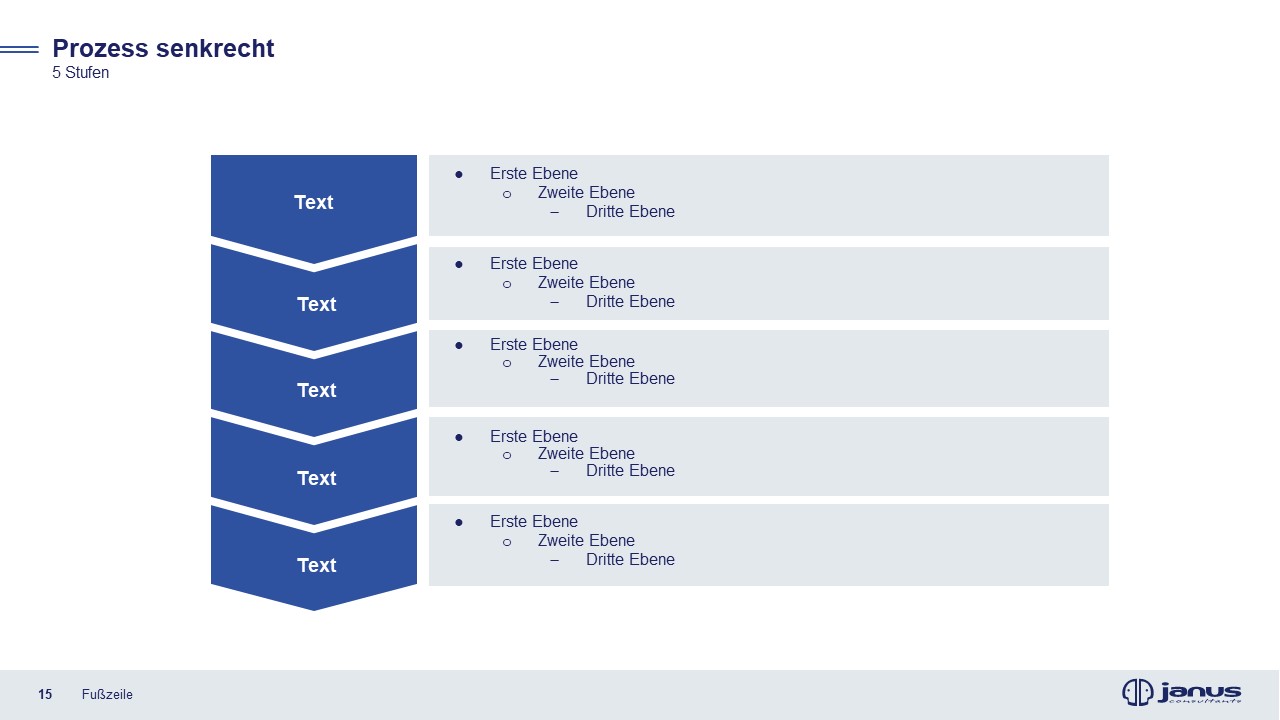 Prozess senkrecht
5 Stufen
Text
● Erste Ebene
○ Zweite Ebene
– Dritte Ebene
Text
● Erste Ebene
○ Zweite Ebene
– Dritte Ebene
Text
● Erste Ebene
○ Zweite Ebene
– Dritte Ebene
Text
● Erste Ebene
○ Zweite Ebene
– Dritte Ebene
Text
● Erste Ebene
○ Zweite Ebene
– Dritte Ebene
15 Fußzeile
janus
consultants